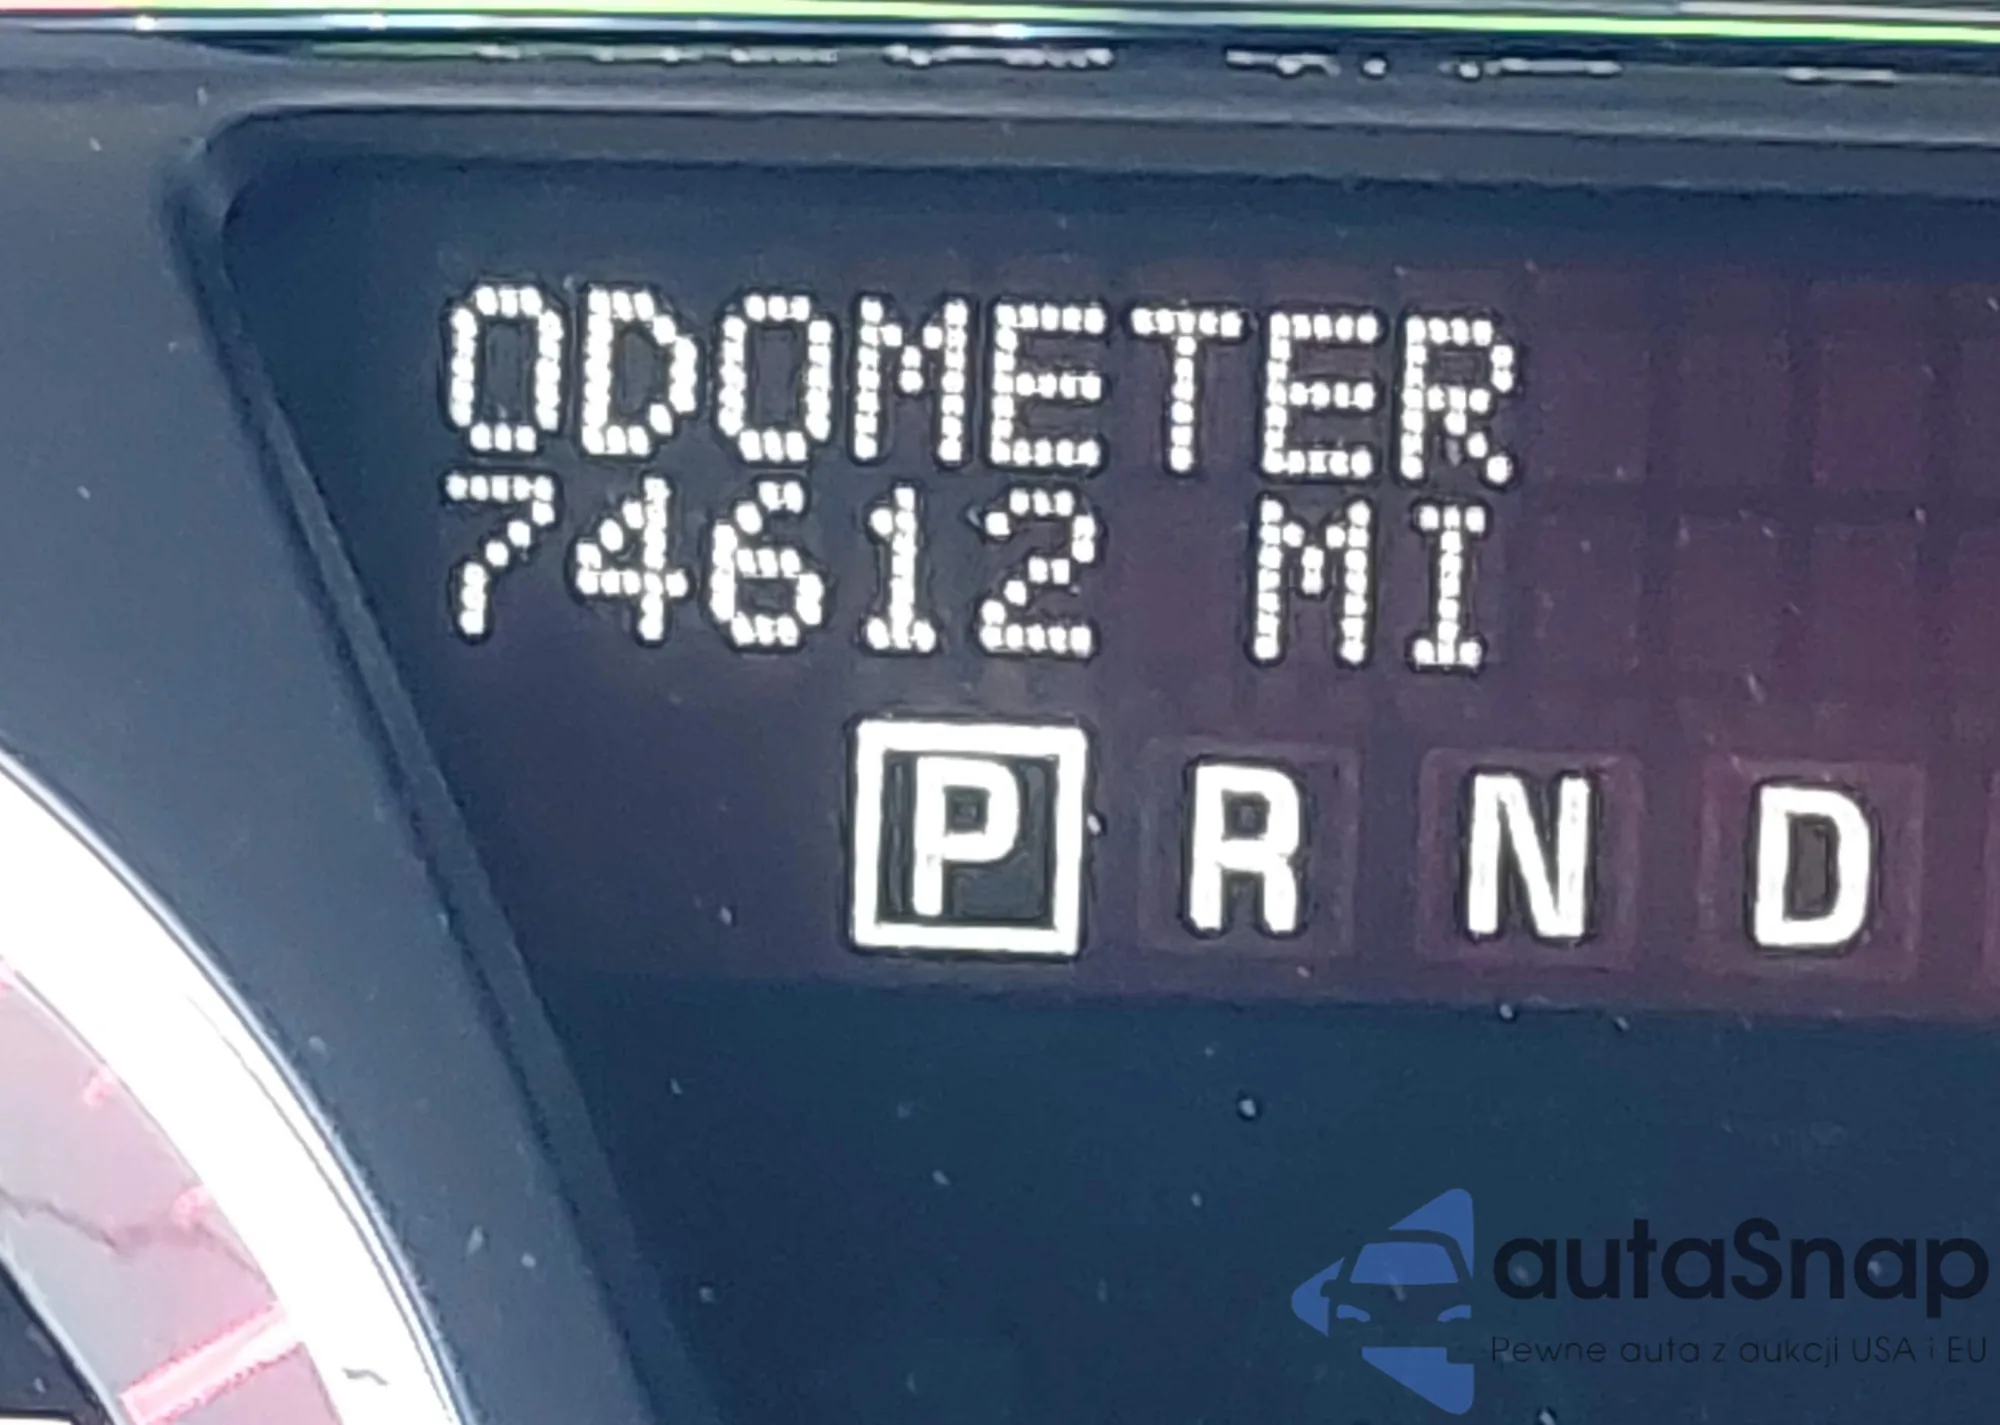 ODOMETER
74612 MI
P R N D
autaSnap
Pewne auta z aukcji USA i EU